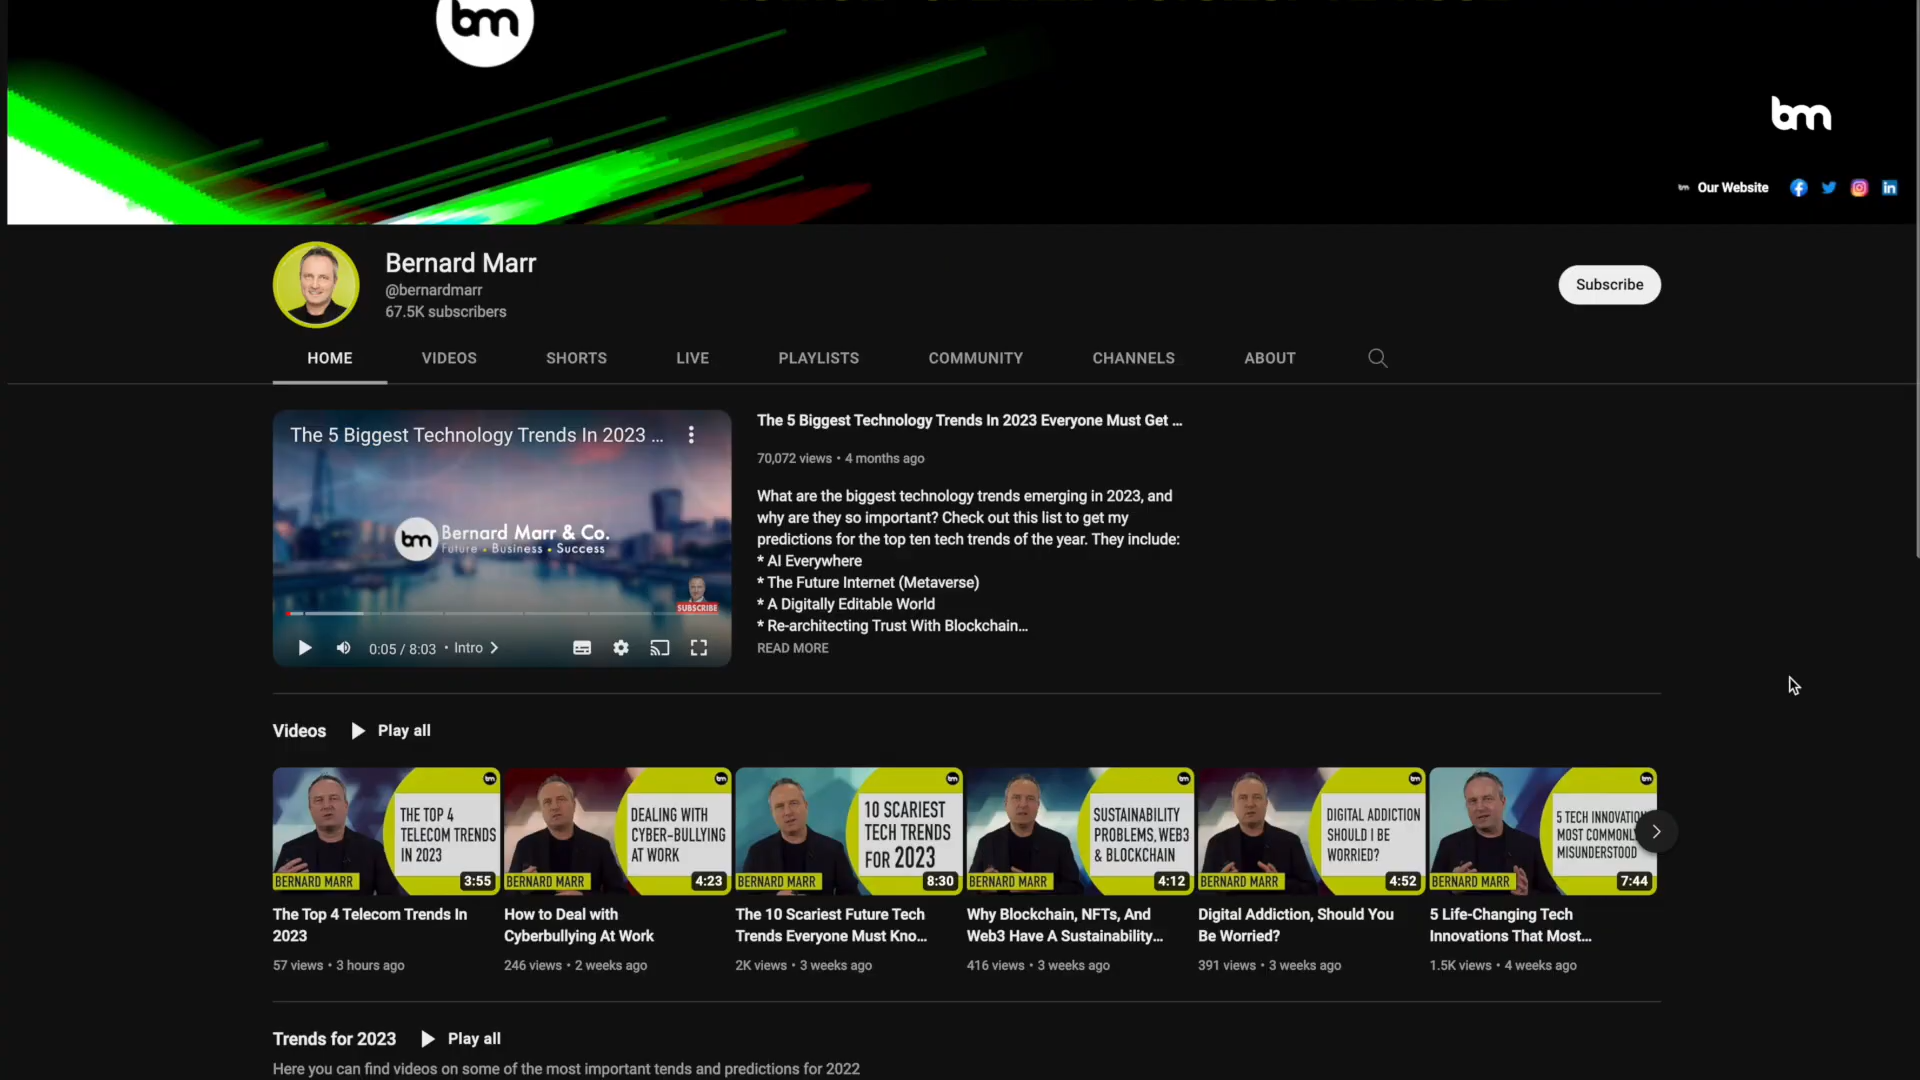 bm
bm
Our Website
Bernard Marr
@bernardmarr
67.5K subscribers
Subscribe
HOME
VIDEOS
SHORTS
LIVE
PLAYLISTS
COMMUNITY
CHANNELS
ABOUT
The 5 Biggest Technology Trends In 2023 ...
bm Bernard Marr & Co.
Future • Business • Success
SUBSCRIBE
0:05 / 8:03 • Intro
The 5 Biggest Technology Trends In 2023 Everyone Must Get ...
70,072 views • 4 months ago
What are the biggest technology trends emerging in 2023, and
why are they so important? Check out this list to get my
predictions for the top ten tech trends of the year. They include:
* AI Everywhere
* The Future Internet (Metaverse)
* A Digitally Editable World
* Re-architecting Trust With Blockchain...
READ MORE
Videos
Play all
bm
THE TOP 4
TELECOM TRENDS
IN 2023
BERNARD MARR
3:55
The Top 4 Telecom Trends In
2023
57 views • 3 hours ago
bm
DEALING WITH
CYBER-BULLYING
AT WORK
BERNARD MARR
4:23
How to Deal with
Cyberbullying At Work
246 views • 2 weeks ago
bm
10 SCARIEST
TECH TRENDS
FOR 2023
BERNARD MARR
8:30
The 10 Scariest Future Tech
Trends Everyone Must Kno...
2K views • 3 weeks ago
bm
SUSTAINABILITY
PROBLEMS, WEB3
& BLOCKCHAIN
BERNARD MARR
4:12
Why Blockchain, NFTs, And
Web3 Have A Sustainability...
416 views • 3 weeks ago
bm
DIGITAL ADDICTION
SHOULD I BE
WORRIED?
BERNARD MARR
4:52
Digital Addiction, Should You
Be Worried?
391 views • 3 weeks ago
bm
5 TECH INNOVATION
MOST COMMONL
MISUNDERSTOOD
BERNARD MARR
7:44
5 Life-Changing Tech
Innovations That Most...
1.5K views • 4 weeks ago
Trends for 2023
Play all
Here you can find videos on some of the most important tends and predictions for 2022